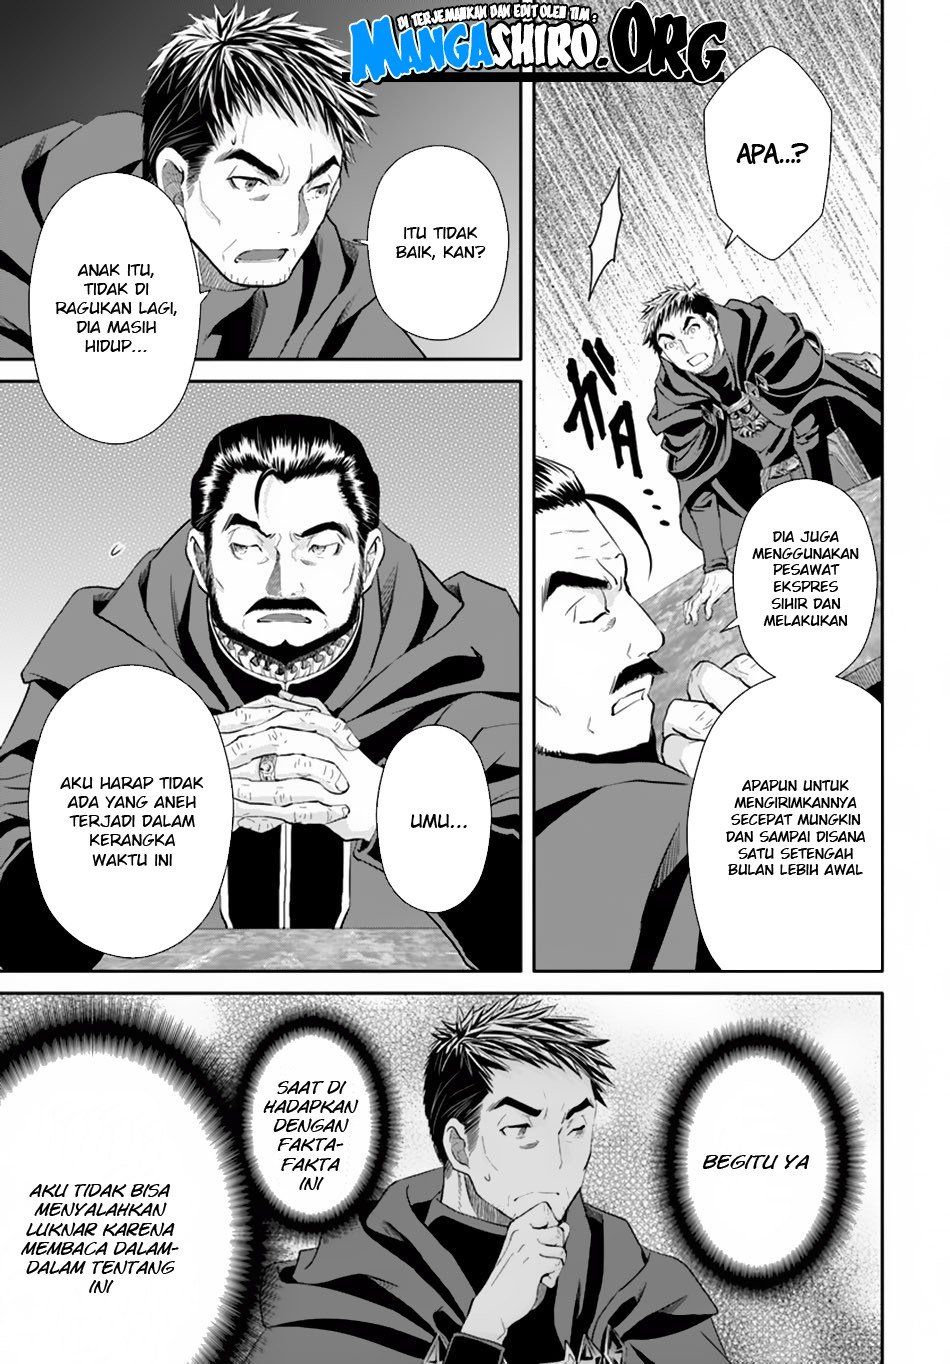 DI TERJEMAHKAN DAN EDIT OLEH TIM :
MANGASHIRO.ORG
APA...?
DIA JUGA
MENGGUNAKAN
PESAWAT
EKSPRES
SIHIR DAN
MELAKUKAN
APAPUN UNTUK
MENGIRIMKANNYA
SECEPAT MUNGKIN
DAN SAMPAI DISANA
SATU SETENGAH
BULAN LEBIH AWAL
ITU TIDAK
BAIK, KAN?
ANAK ITU,
TIDAK DI
RAGUKAN LAGI,
DIA MASIH
HIDUP...
UMU...
AKU HARAP TIDAK
ADA YANG ANEH
TERJADI DALAM
KERANGKA
WAKTU INI
BEGITU YA
SAAT DI
HADAPKAN
DENGAN
FAKTA-
FAKTA
INI
AKU TIDAK BISA
MENYALAHKAN
LUKNAR KARENA
MEMBACA DALAM-
DALAM TENTANG
INI